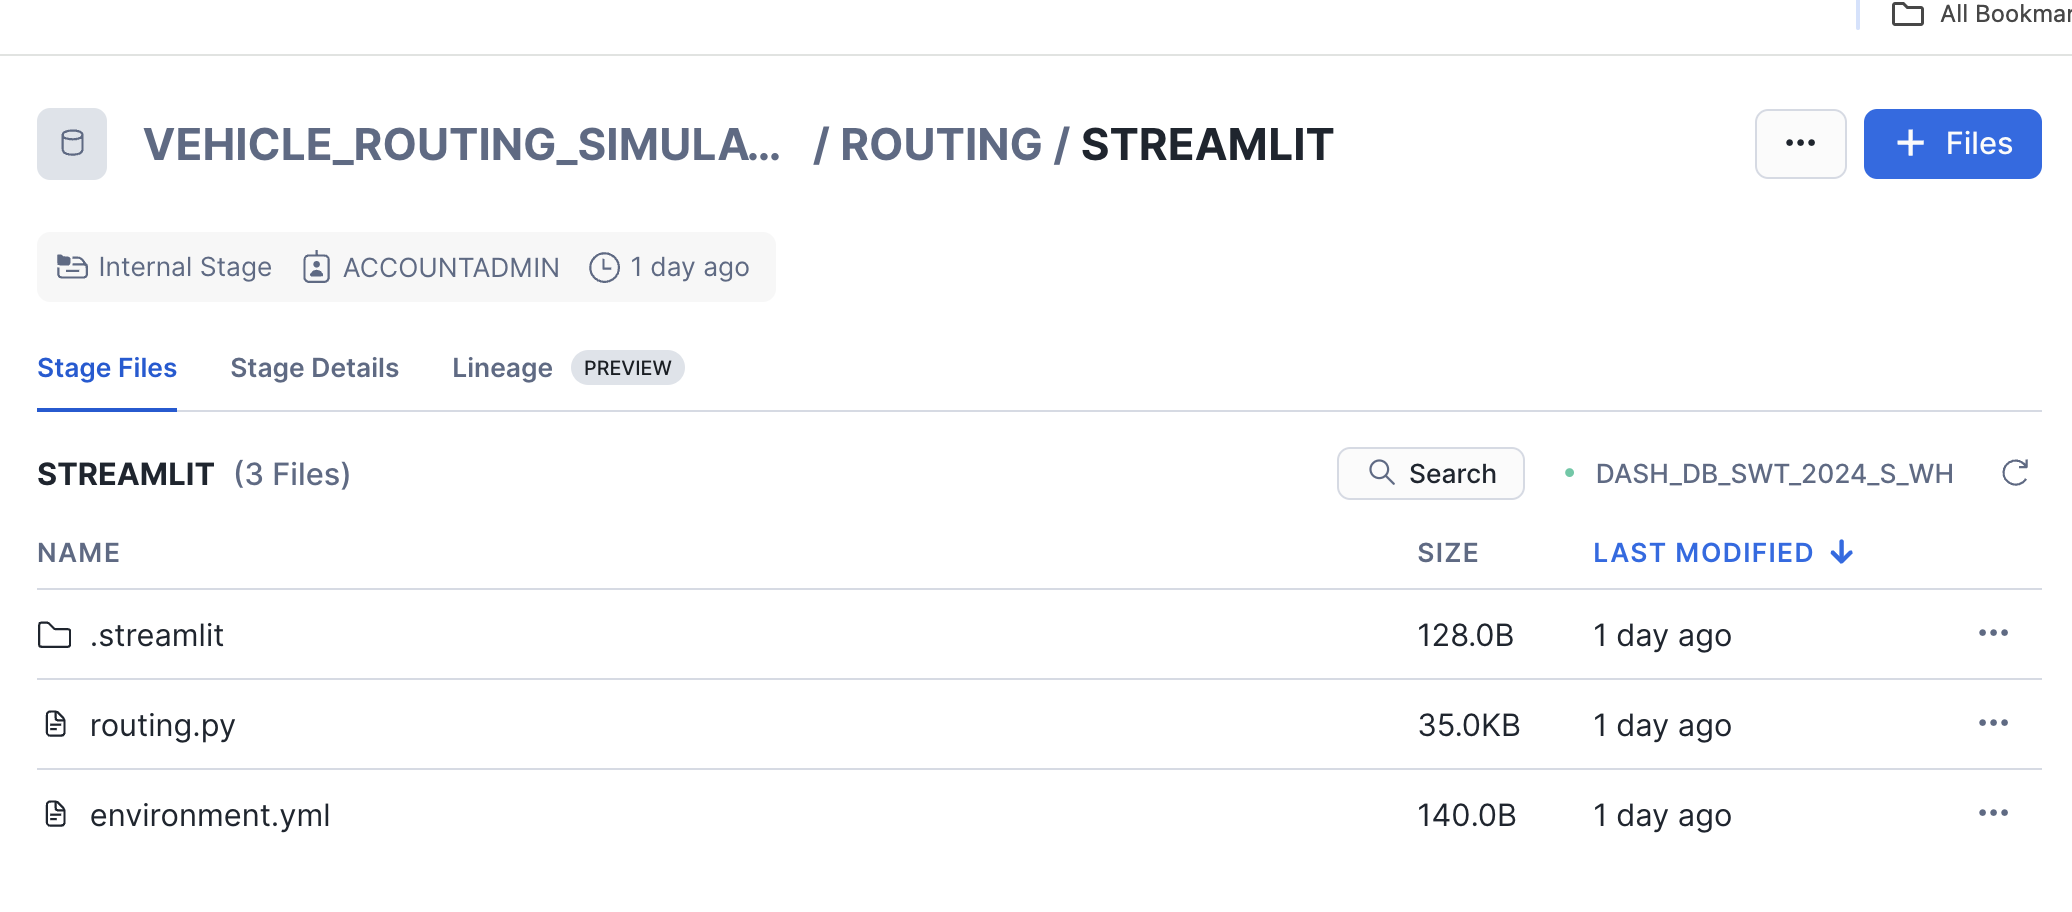 All Bookmar
VEHICLE_ROUTING_SIMULA... / ROUTING / STREAMLIT
... + Files
Internal Stage ACCOUNTADMIN 1 day ago
Stage Files Stage Details Lineage PREVIEW
STREAMLIT (3 Files) Search DASH_DB_SWT_2024_S_WH
NAME SIZE LAST MODIFIED
.streamlit 128.0B 1 day ago ...
routing.py 35.0KB 1 day ago ...
environment.yml 140.0B 1 day ago ...